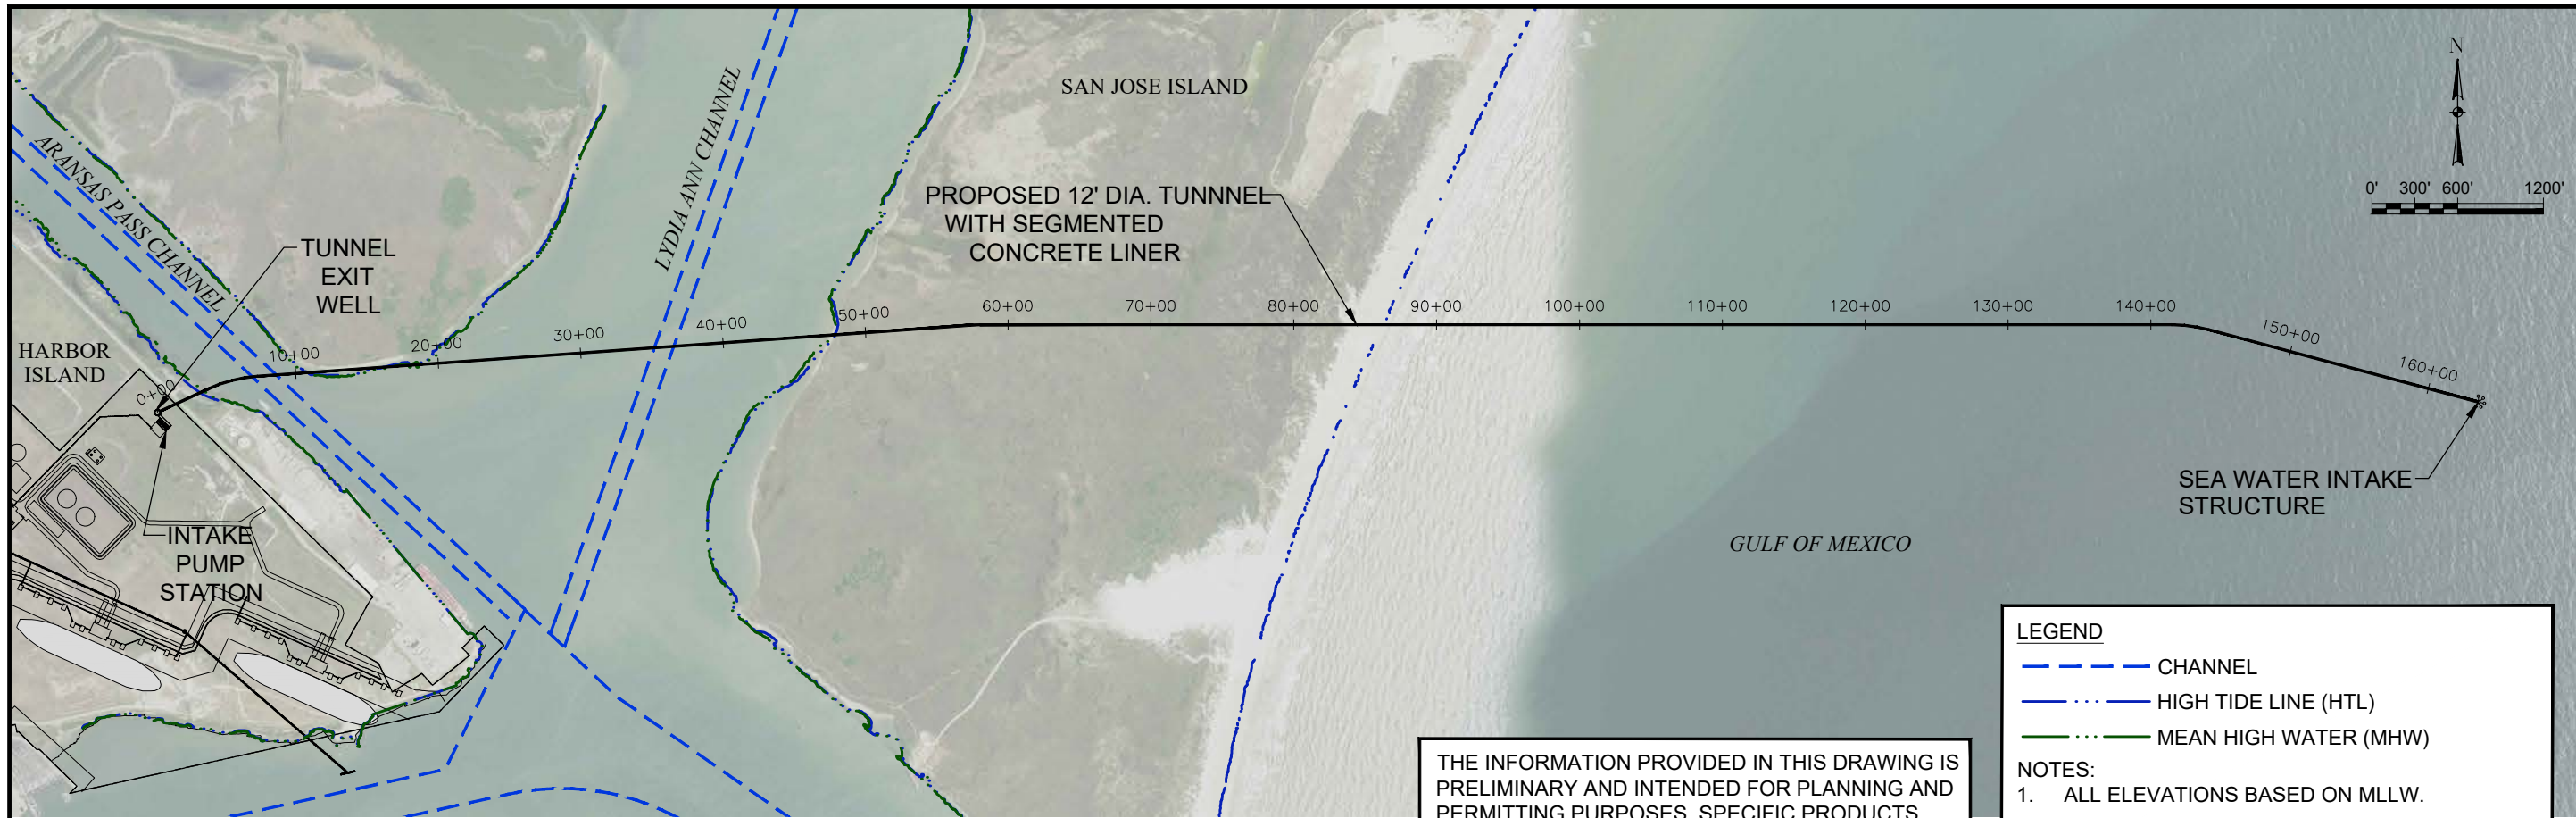 SAN JOSE ISLAND
N
0' 300' 600' 1200'
ARANSAS PASS CHANNEL
LYDIA ANN CHANNEL
PROPOSED 12' DIA. TUNNNEL
WITH SEGMENTED
CONCRETE LINER
TUNNEL
EXIT
WELL
HARBOR
ISLAND
0+00
10+00
20+00
30+00
40+00
50+00
60+00
70+00
80+00
90+00
100+00
110+00
120+00
130+00
140+00
150+00
160+00
SEA WATER INTAKE
STRUCTURE
INTAKE
PUMP
STATION
GULF OF MEXICO
LEGEND
CHANNEL
HIGH TIDE LINE (HTL)
MEAN HIGH WATER (MHW)
NOTES:
1. ALL ELEVATIONS BASED ON MLLW.
THE INFORMATION PROVIDED IN THIS DRAWING IS
PRELIMINARY AND INTENDED FOR PLANNING AND
PERMITTING PURPOSES. SPECIFIC PRODUCTS